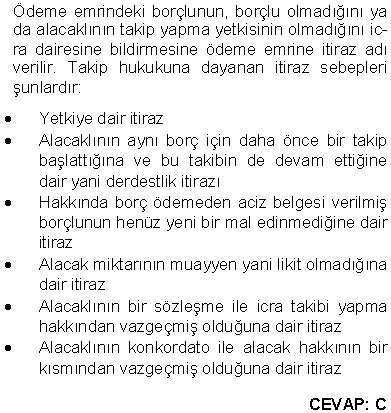 Ödeme emrindeki borçlunun, borçlu olmadığını ya
da alacaklının takip yapma yetkisinin olmadığını ic-
ra dairesine bildirmesine ödeme emrine itiraz adı
verilir. Takip hukukuna dayanan itiraz sebepleri
şunlardır:
• Yetkiye dair itiraz
• Alacaklının aynı borç için daha önce bir takip
başlattığına ve bu takibin de devam ettiğine
dair yani derdestlik itirazı
• Hakkında borç ödemeden aciz belgesi verilmiş
borçlunun henüz yeni bir mal edinmediğine dair
itiraz
• Alacak miktarının muayyen yani likit olmadığına
dair itiraz
• Alacaklının bir sözleşme ile icra takibi yapma
hakkından vazgeçmiş olduğuna dair itiraz
• Alacaklının konkordato ile alacak hakkının bir
kısmından vazgeçmiş olduğuna dair itiraz
CEVAP: C